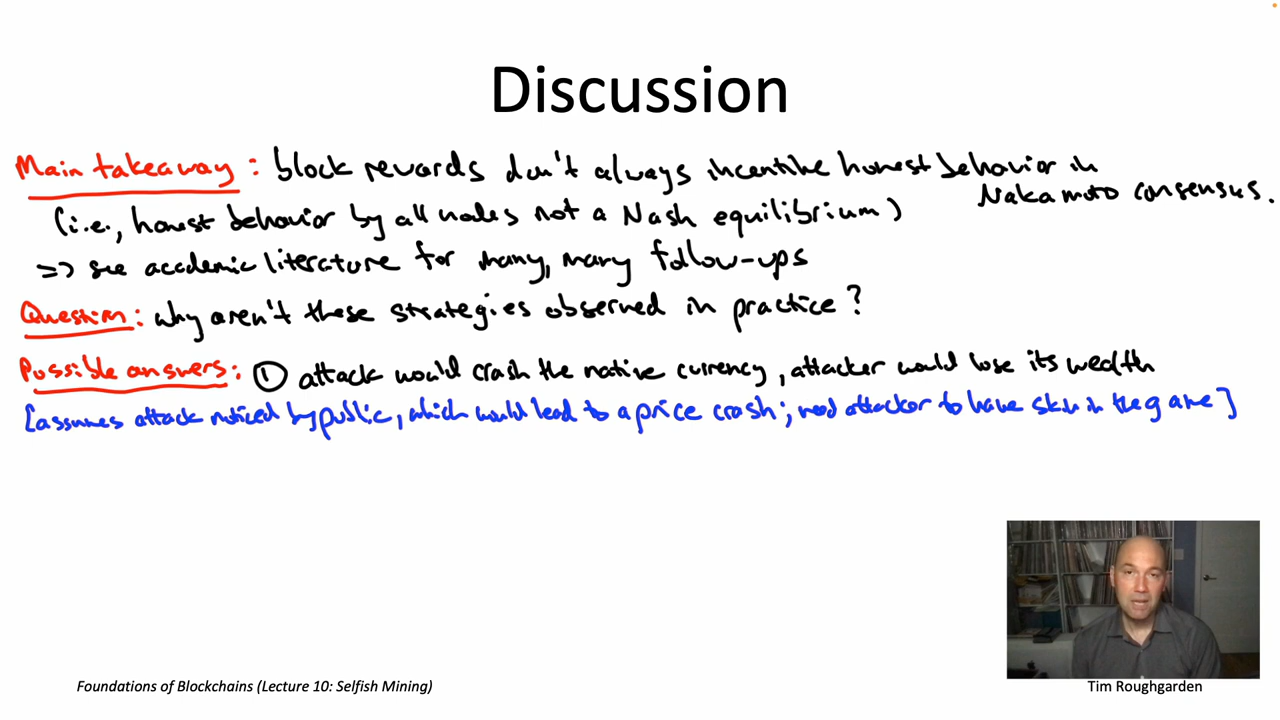 Discussion
Main takeaway: block rewards don't always incentive honest behavior in
Nakamoto consensus.
(i.e., honest behavior by all nodes not a Nash equilibrium)
=> see academic literature for many, many follow-ups
Question: why aren't these strategies observed in practice?
Possible answers: ① attack would crash the native currency, attacker would lose its wealth
[assumes attack noticed by public, which would lead to a price crash; need attacker to have skin in the game]
Foundations of Blockchains (Lecture 10: Selfish Mining)
Tim Roughgarden